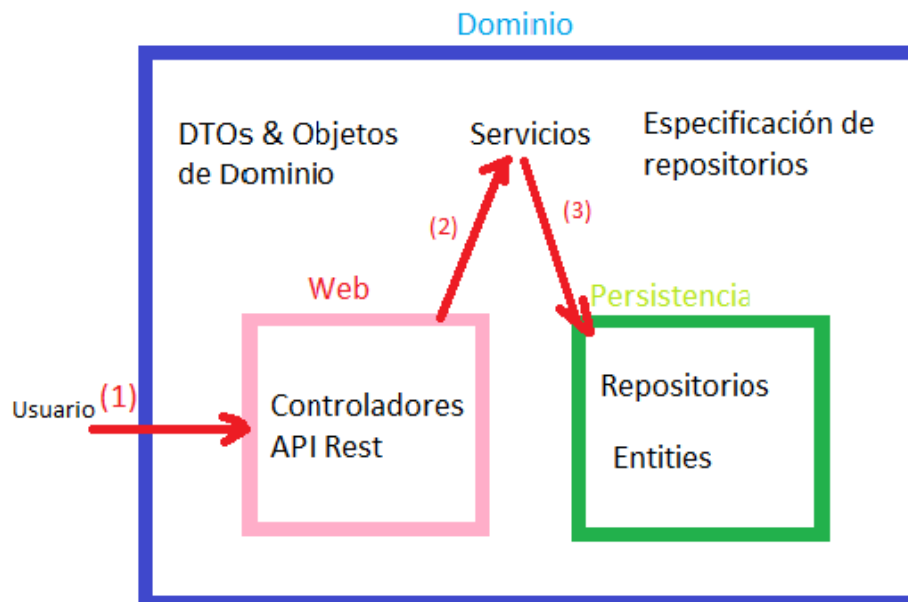 Dominio
DTOs & Objetos
de Dominio
Servicios
Especificación de
repositorios
(2)
(3)
Web
Persistencia
Usuario
(1)
Controladores
API Rest
Repositorios
Entities